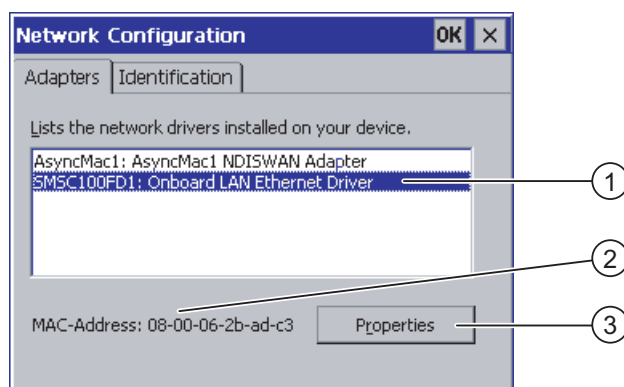 Network Configuration OK ×
Adapters Identification
Lists the network drivers installed on your device.
AsyncMac1: AsyncMac1 NDISWAN Adapter
SMSC100FD1: Onboard LAN Ethernet Driver
1
2
MAC-Address: 08-00-06-2b-ad-c3 Properties
3